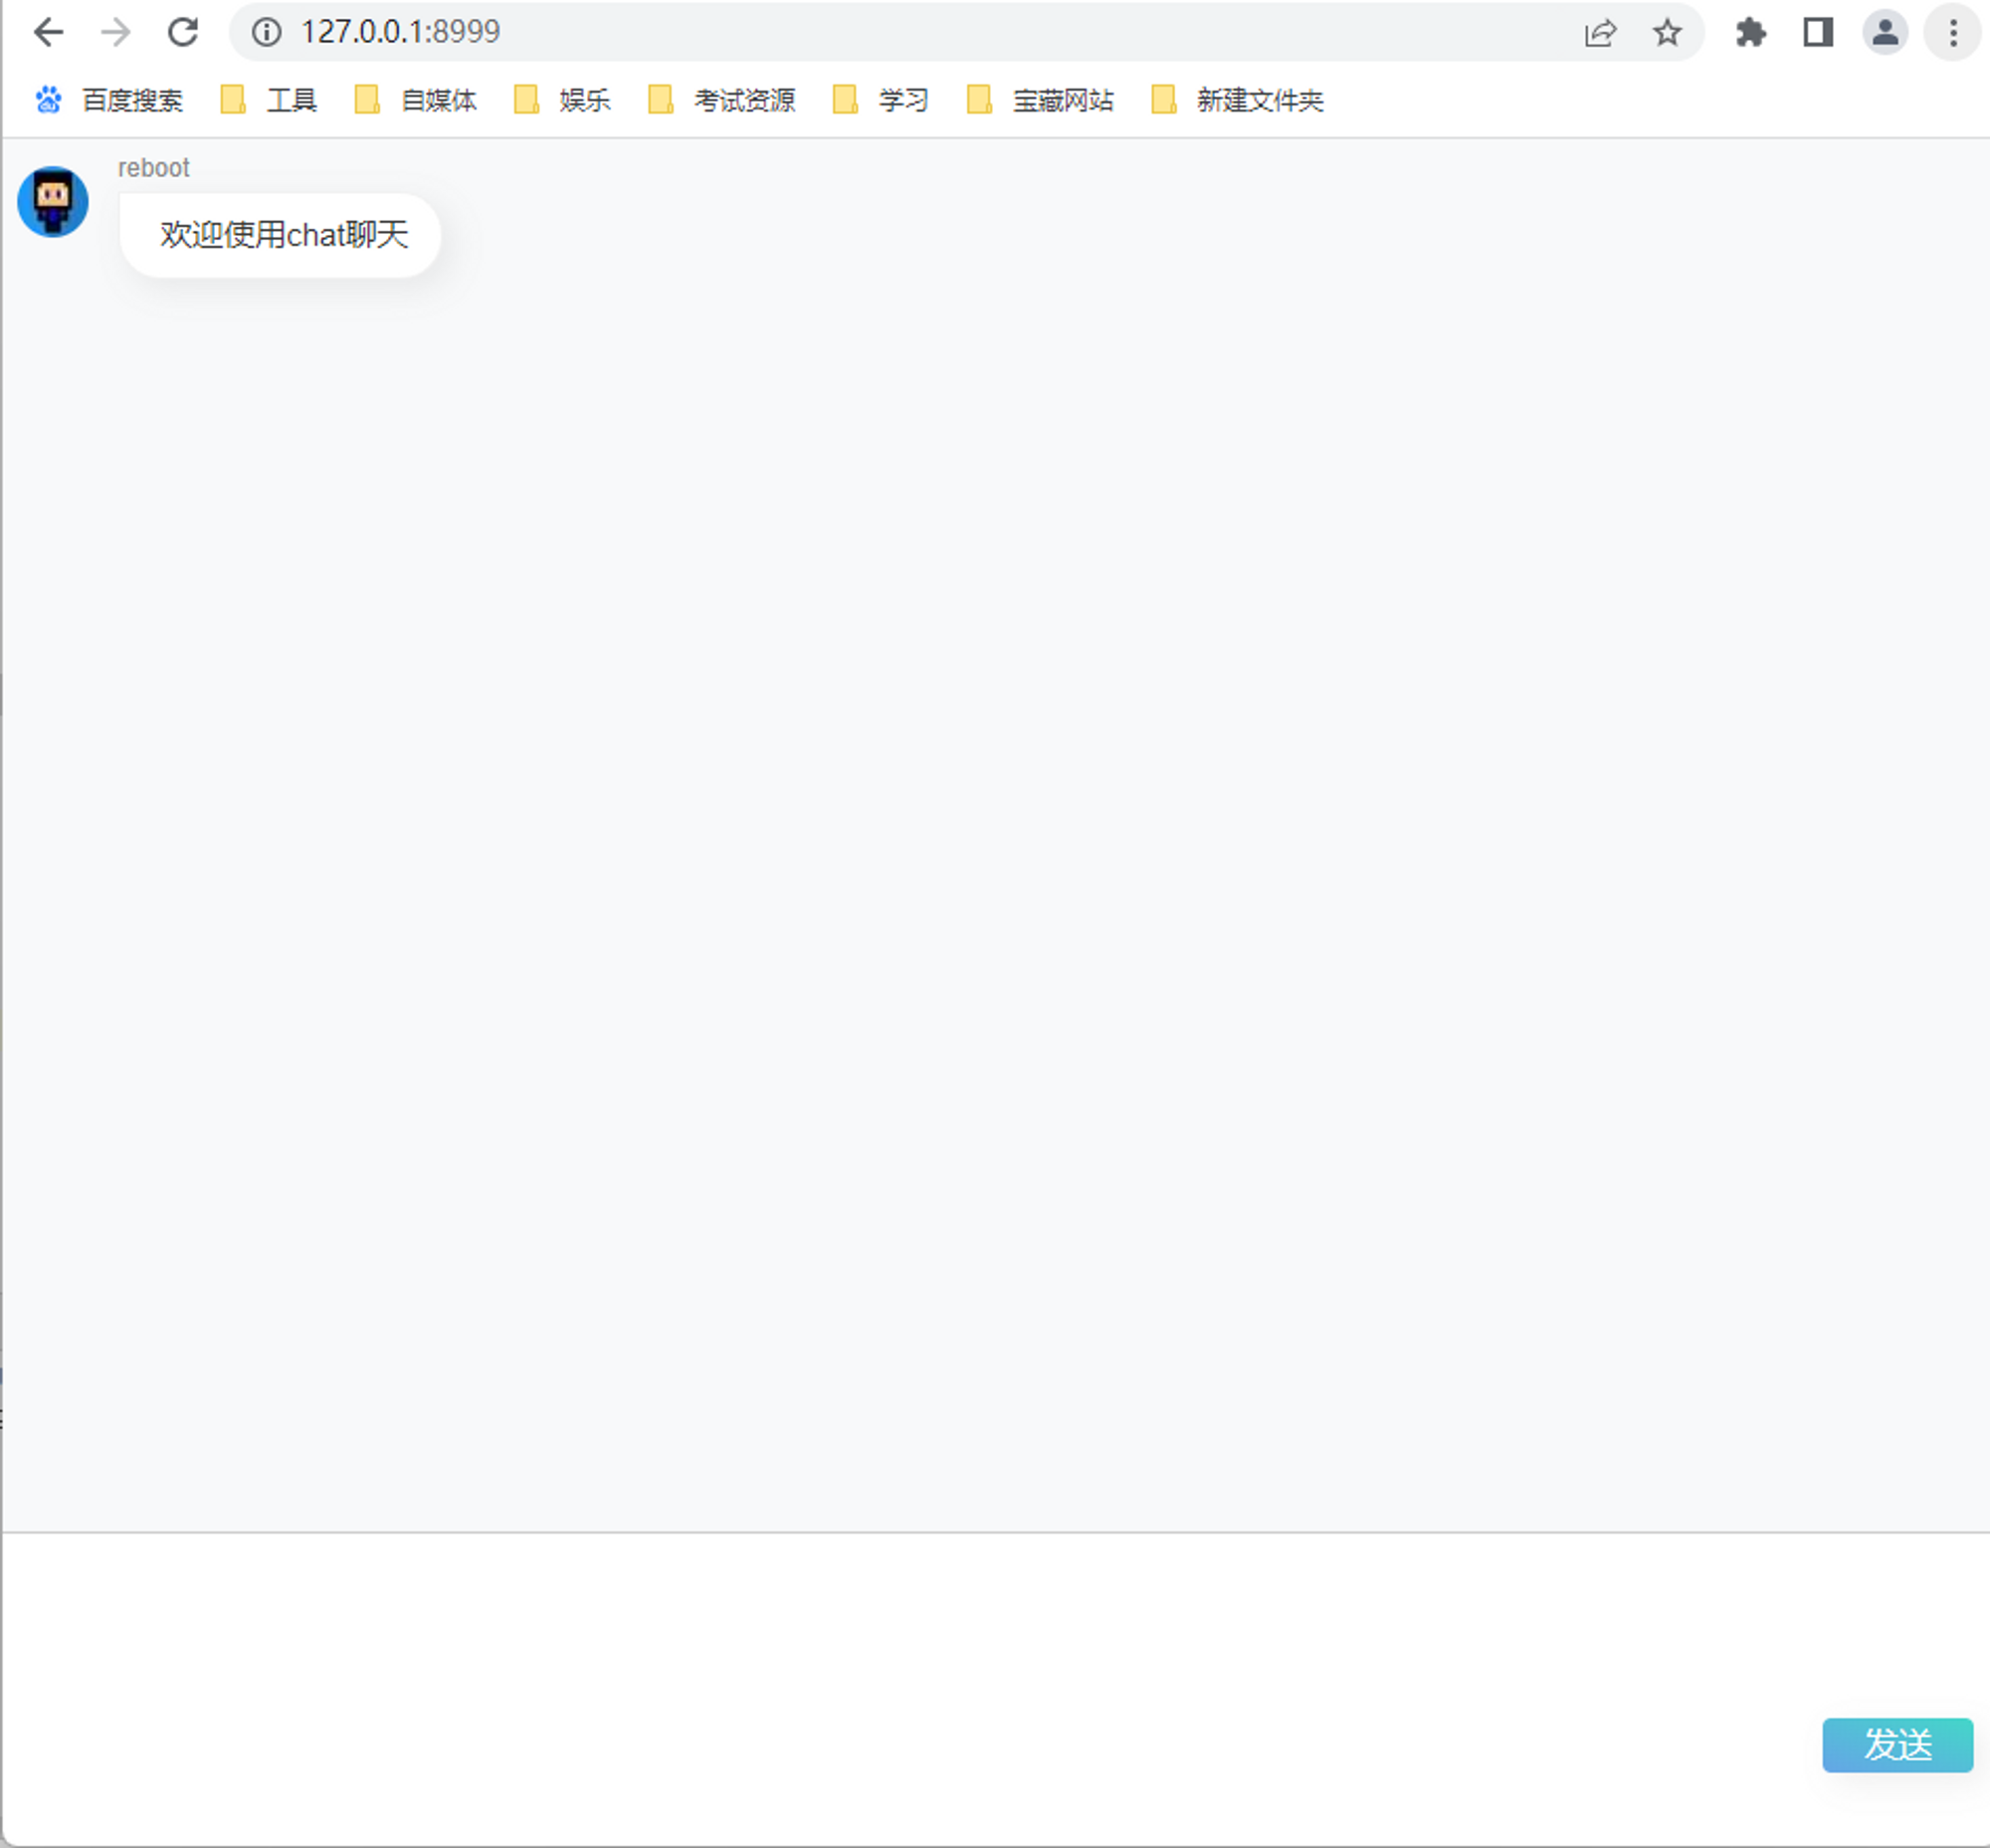 127.0.0.1:8999
百度搜索 工具 自媒体 娱乐 考试资源 学习 宝藏网站 新建文件夹
reboot
欢迎使用chat聊天
发送